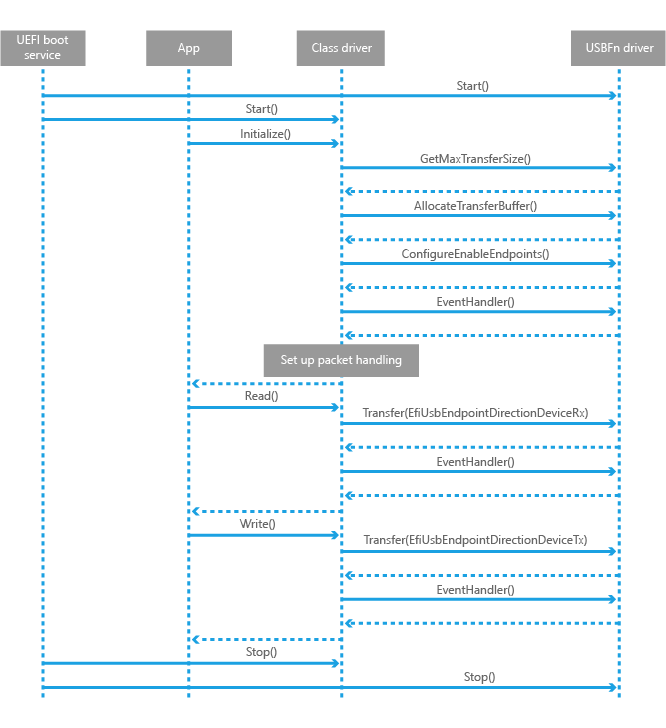 UEFI boot
service
App
Class driver
USBFn driver
Start()
Start()
Initialize()
GetMaxTransferSize()
AllocateTransferBuffer()
ConfigureEnableEndpoints()
EventHandler()
Set up packet handling
Read()
Transfer(EfiUsbEndpointDirectionDeviceRx)
EventHandler()
Write()
Transfer(EfiUsbEndpointDirectionDeviceTx)
EventHandler()
Stop()
Stop()